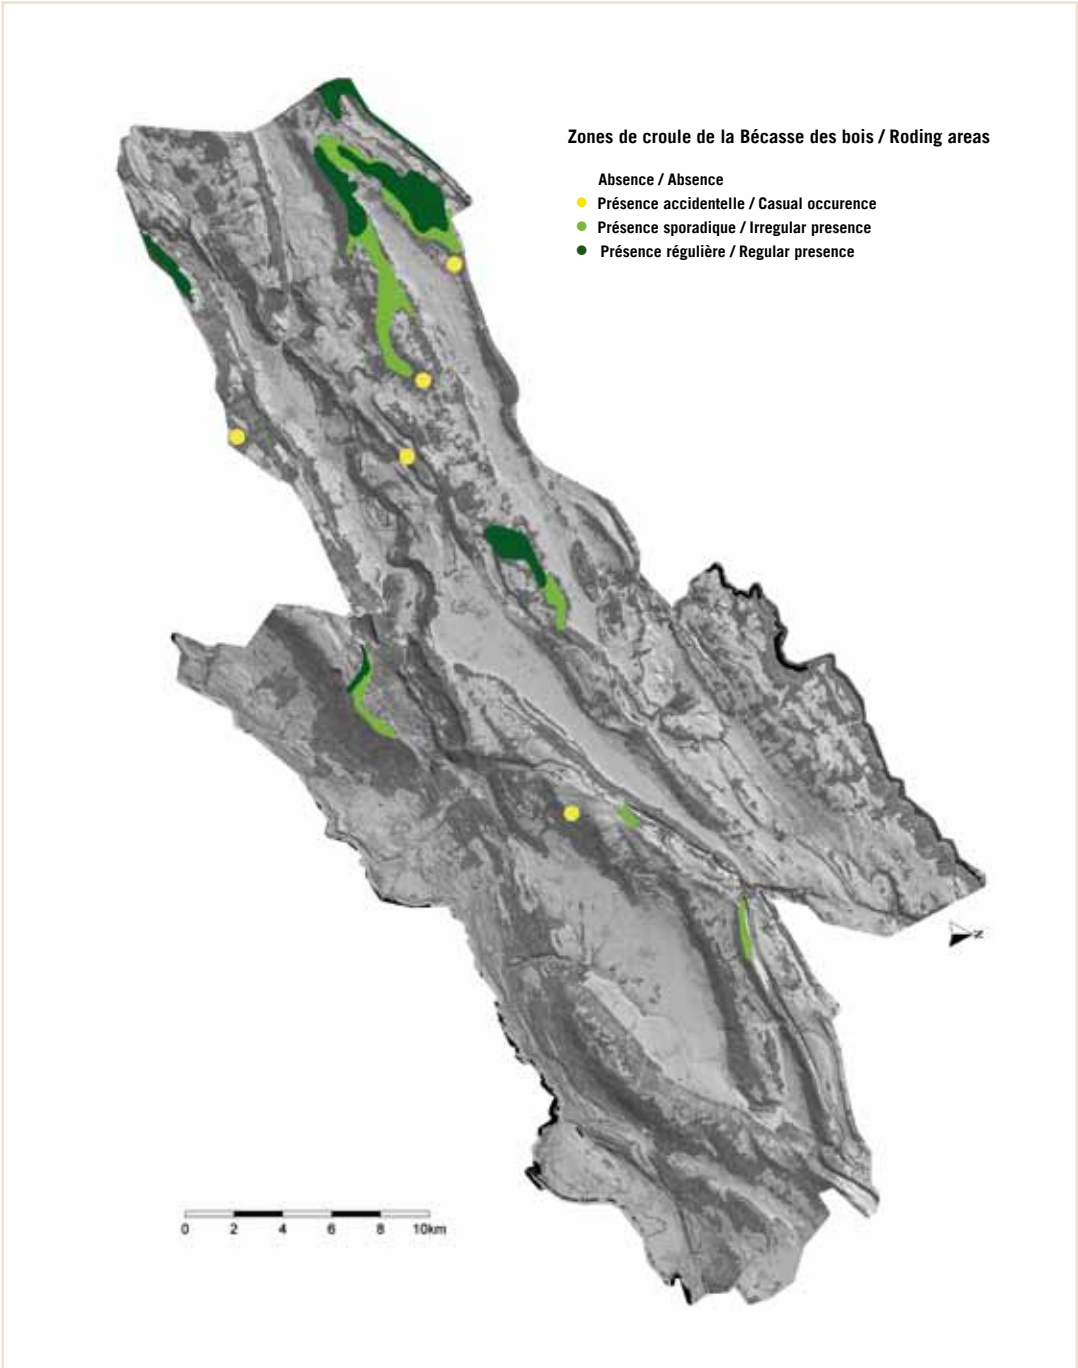 Zones de croule de la Bécasse des bois / Roding areas
Absence / Absence
Présence accidentelle / Casual occurence
Présence sporadique / Irregular presence
Présence régulière / Regular presence
N
0 2 4 6 8 10km